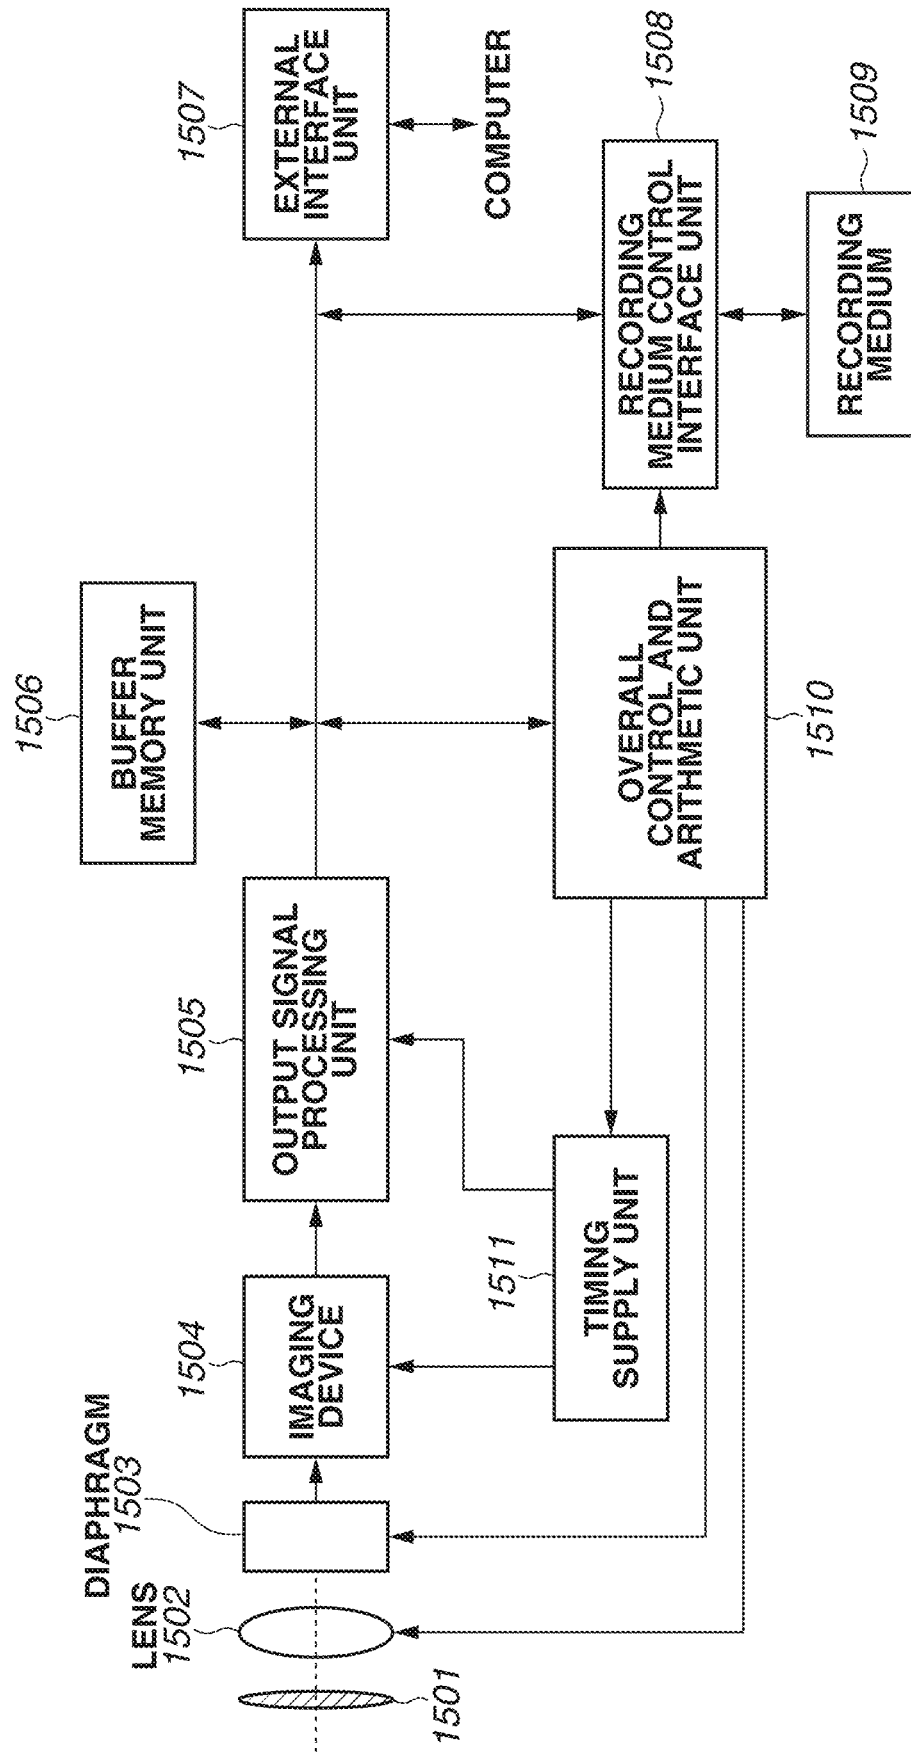 DIAPHRAGM
1503
LENS
1502
1501
1504
IMAGING
DEVICE
1505
OUTPUT SIGNAL
PROCESSING
UNIT
1506
BUFFER
MEMORY UNIT
1507
EXTERNAL
INTERFACE
UNIT
COMPUTER
1511
TIMING
SUPPLY UNIT
OVERALL
CONTROL AND
ARITHMETIC UNIT
1510
1508
RECORDING
MEDIUM CONTROL
INTERFACE UNIT
1509
RECORDING
MEDIUM